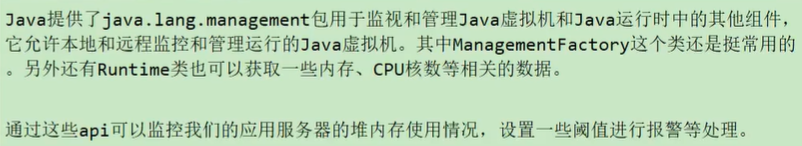 Java提供了java.lang.management包用于监视和管理Java虚拟机和Java运行时中的其他组件，
它允许本地和远程监控和管理运行的Java虚拟机。其中ManagementFactory这个类还是挺常用的
。另外还有Runtime类也可以获取一些内存、CPU核数等相关的数据。
通过这些api可以监控我们的应用服务器的堆内存使用情况，设置一些阈值进行报警等处理。